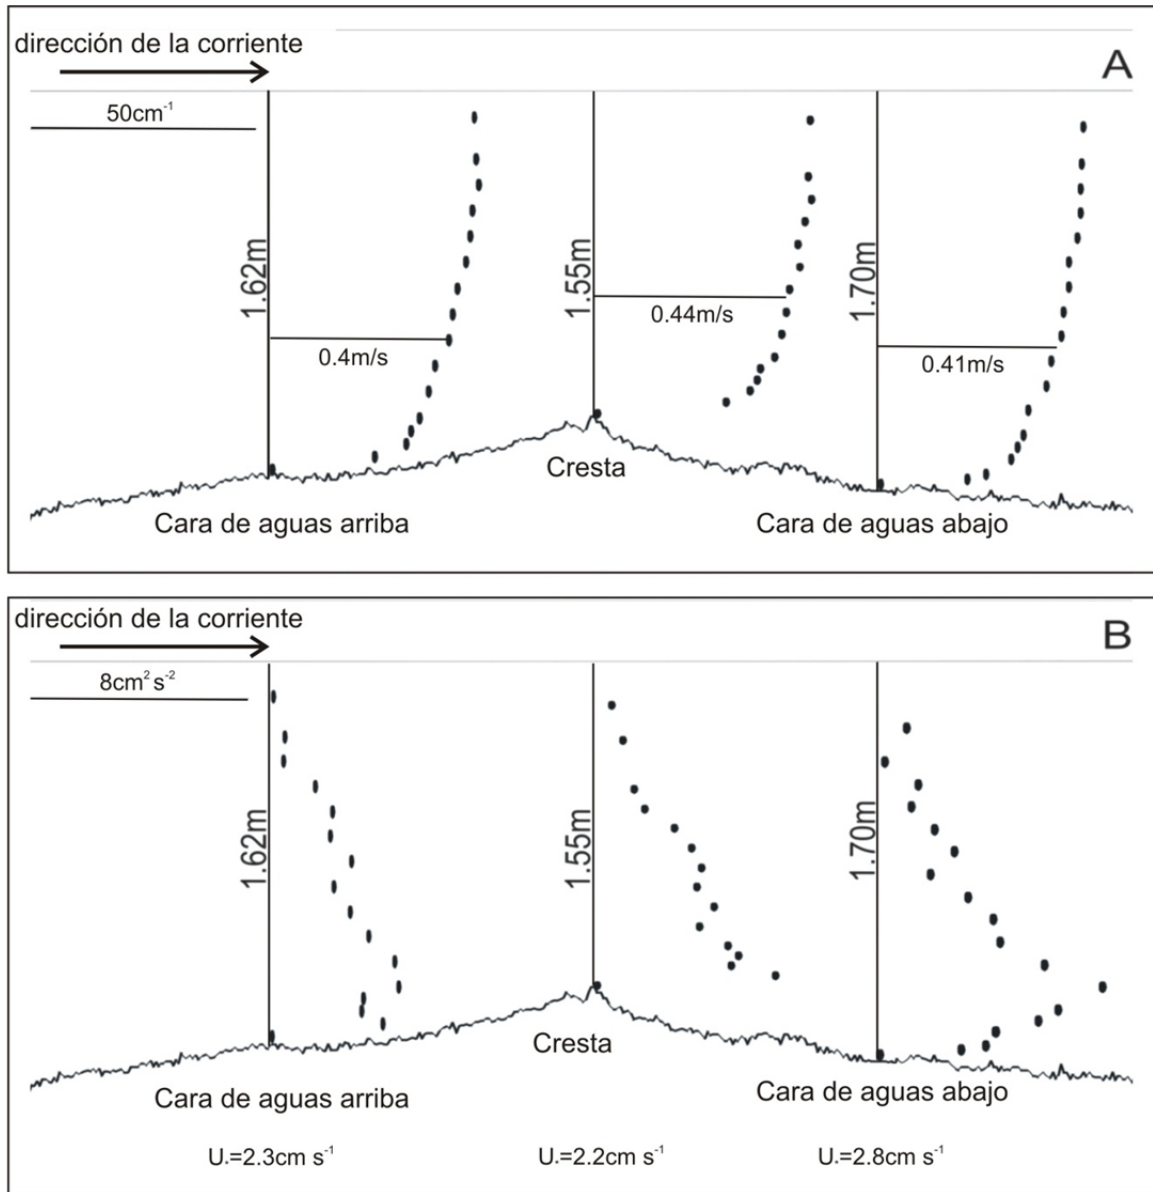 dirección de la corriente
A
50cm⁻¹
1.62m
1.55m
1.70m
0.4m/s
0.44m/s
0.41m/s
Cresta
Cara de aguas arriba
Cara de aguas abajo
dirección de la corriente
B
8cm² s⁻²
1.62m
1.55m
1.70m
Cresta
Cara de aguas arriba
Cara de aguas abajo
U*=2.3cm s⁻¹
U*=2.2cm s⁻¹
U*=2.8cm s⁻¹